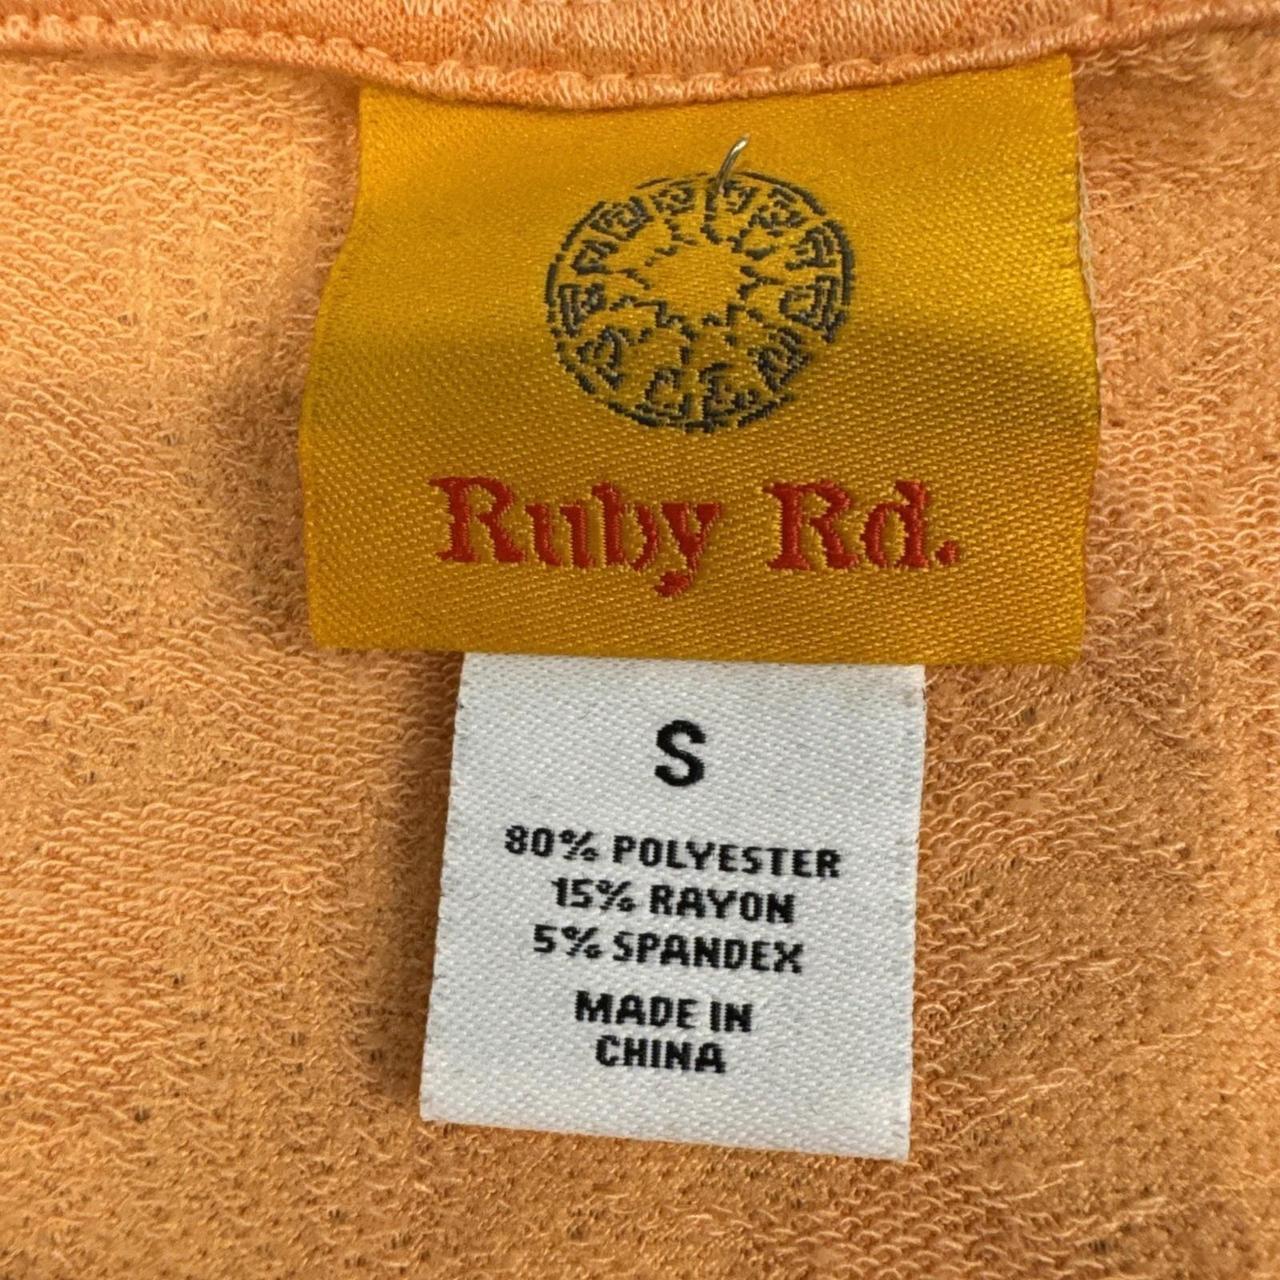 Ruby Rd.
S
80% POLYESTER
15% RAYON
5% SPANDEX
MADE IN
CHINA